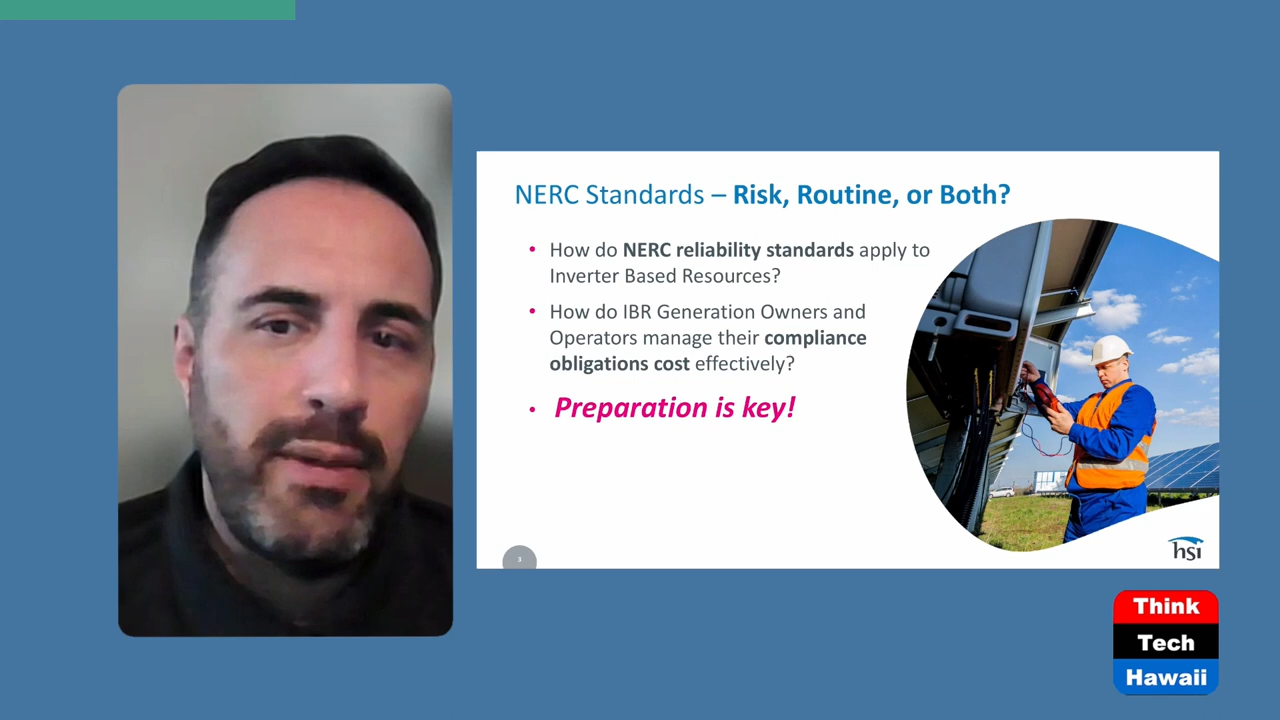 NERC Standards – Risk, Routine, or Both?
• How do NERC reliability standards apply to
Inverter Based Resources?
• How do IBR Generation Owners and
Operators manage their compliance
obligations cost effectively?
• Preparation is key!
3
hsi
Think
Tech
Hawaii